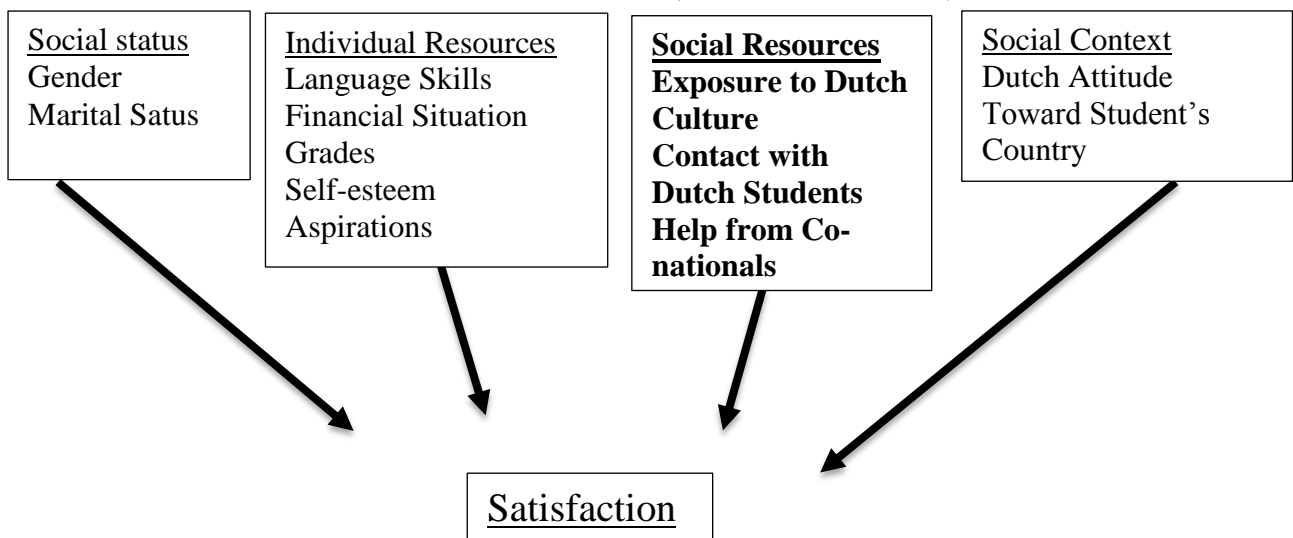 Social status
Gender
Marital Satus
Individual Resources
Language Skills
Financial Situation
Grades
Self-esteem
Aspirations
Social Resources
Exposure to Dutch
Culture
Contact with
Dutch Students
Help from Co-
nationals
Social Context
Dutch Attitude
Toward Student's
Country
Satisfaction